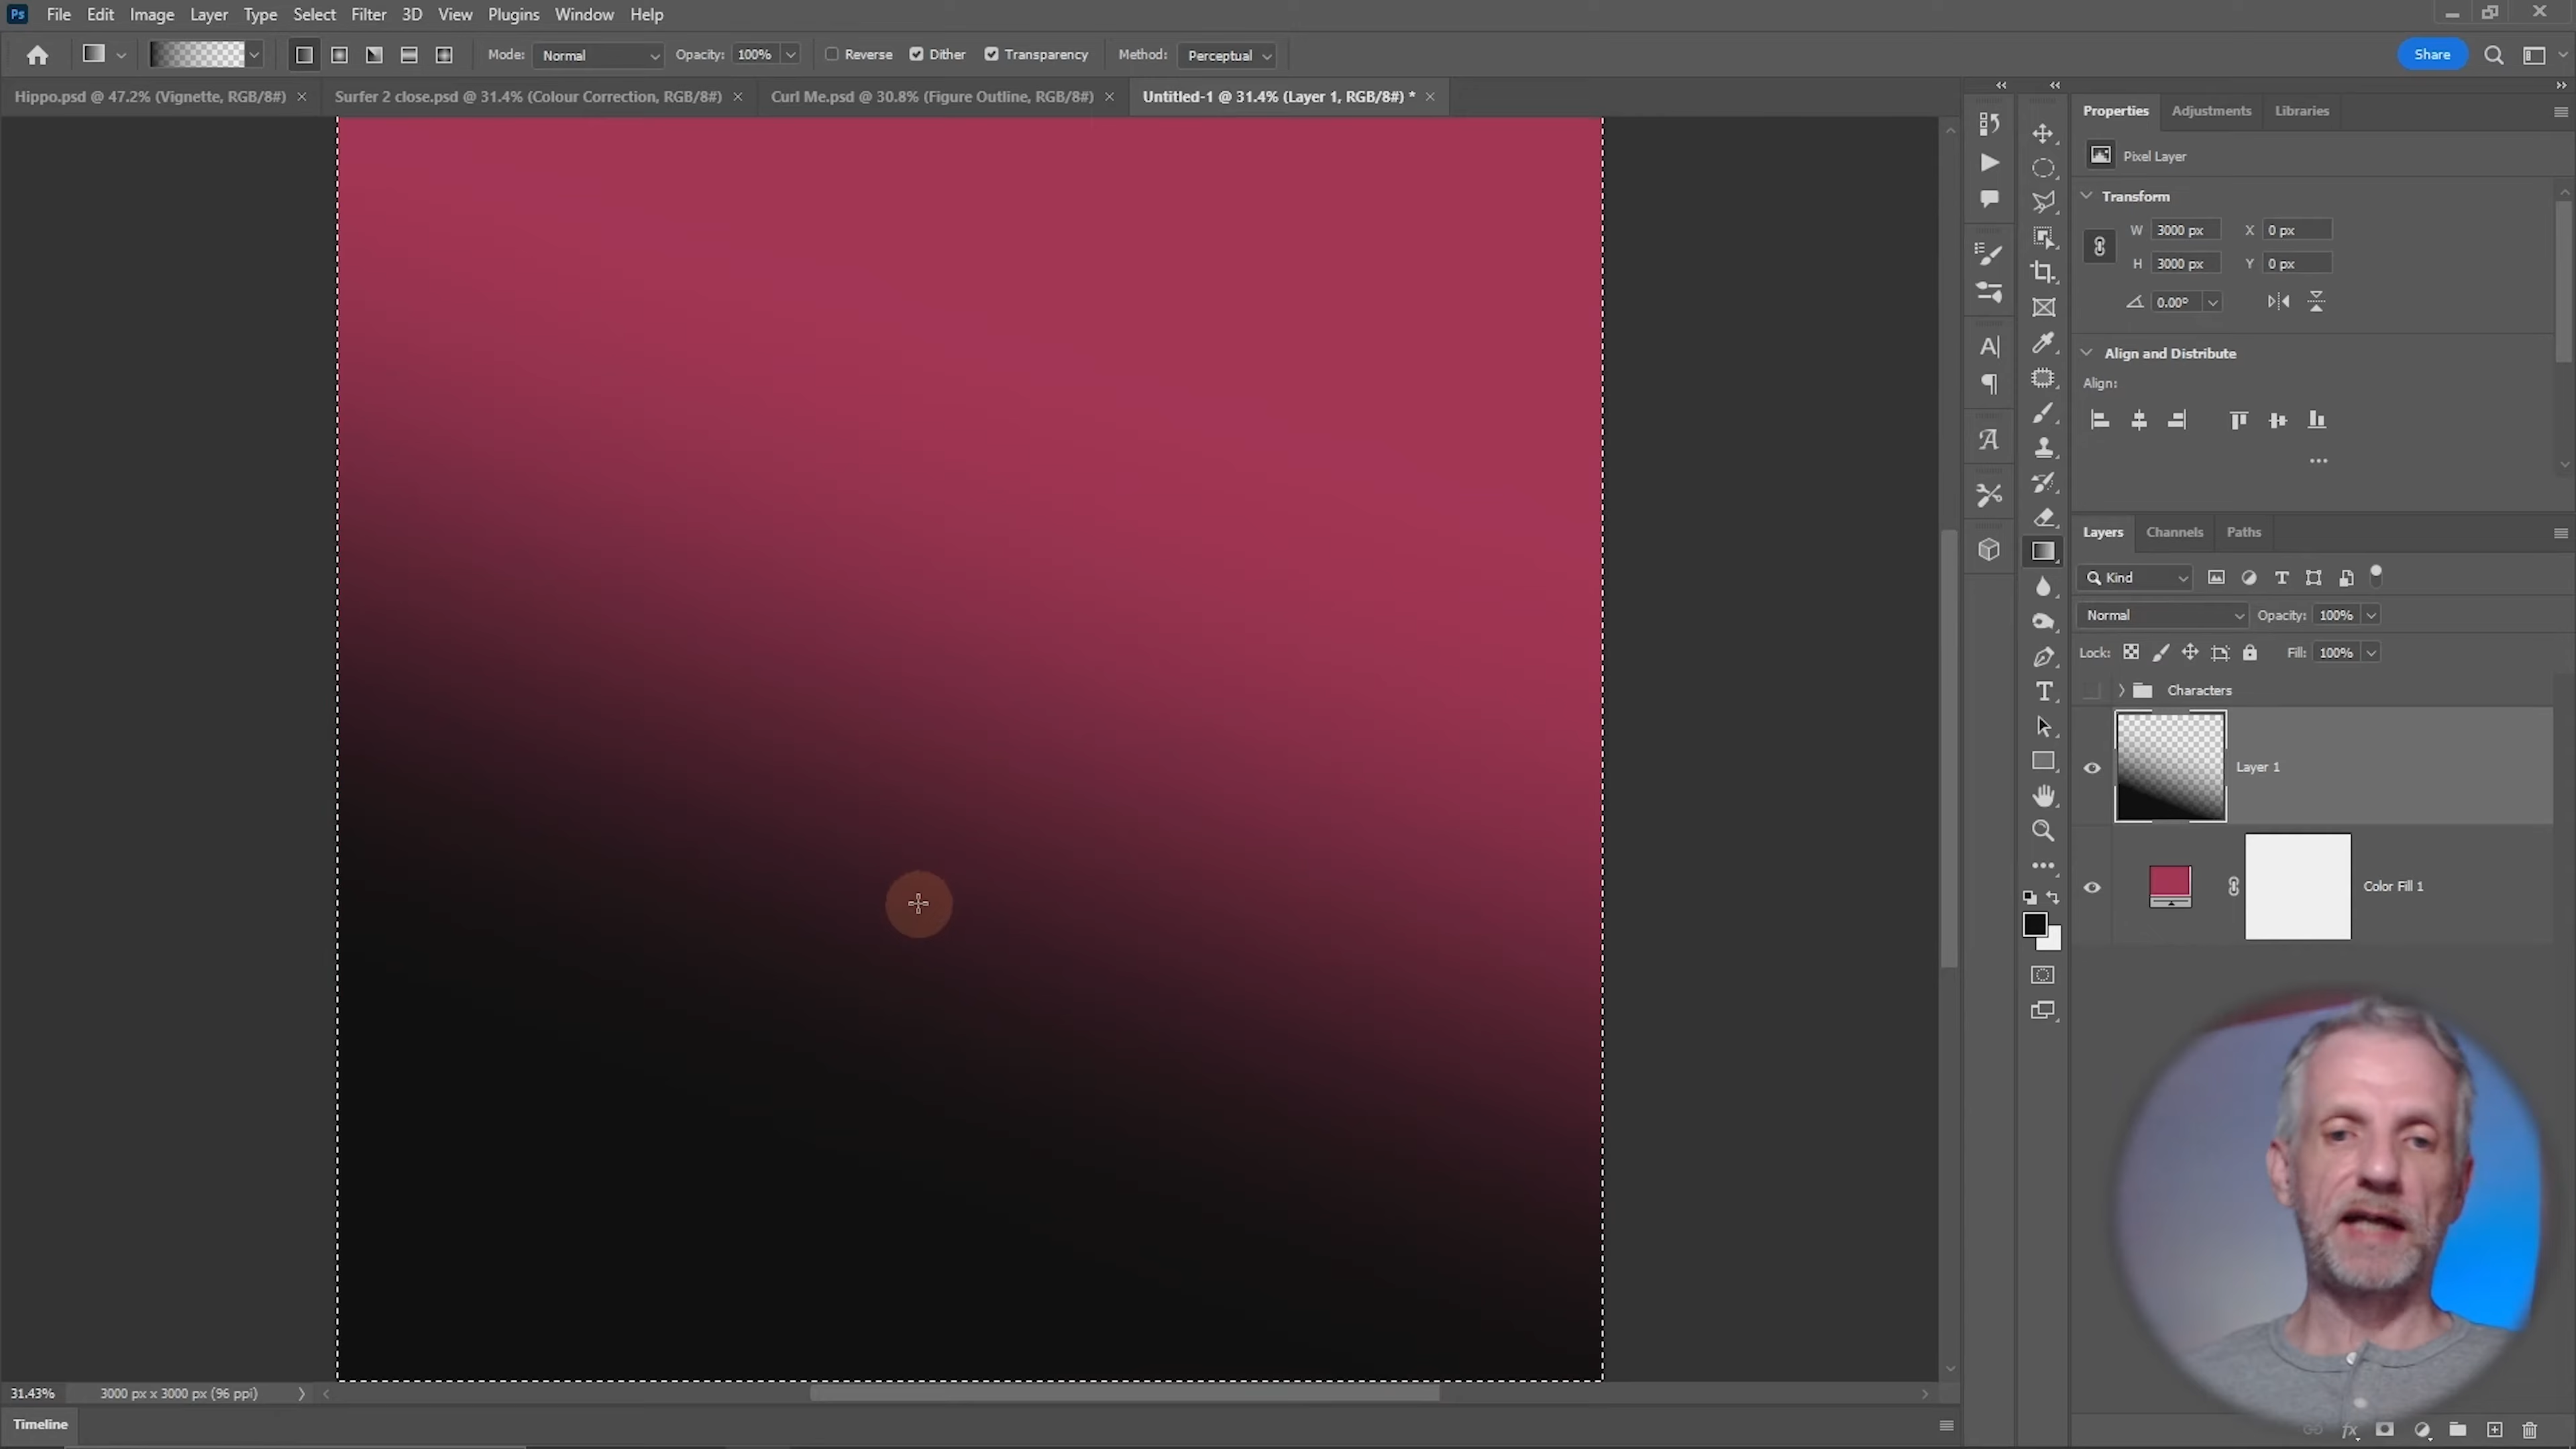 Ps File Edit Image Layer Type Select Filter 3D View Plugins Window Help
Mode: Normal Opacity: 100% Reverse Dither Transparency Method: Perceptual Share
Hippo.psd @ 47.2% (Vignette, RGB/8#) × Surfer 2 close.psd @ 31.4% (Colour Correction, RGB/8#) × Curl Me.psd @ 30.8% (Figure Outline, RGB/8#) × Untitled-1 @ 31.4% (Layer 1, RGB/8#) * ×
Properties Adjustments Libraries
Pixel Layer
Transform
W 3000 px X 0 px
H 3000 px Y 0 px
0.00°
Align and Distribute
Align:
Layers Channels Paths
Kind
Normal Opacity: 100%
Lock: Fill: 100%
Characters
Layer 1
Color Fill 1
31.43% 3000 px x 3000 px (96 ppi)
Timeline